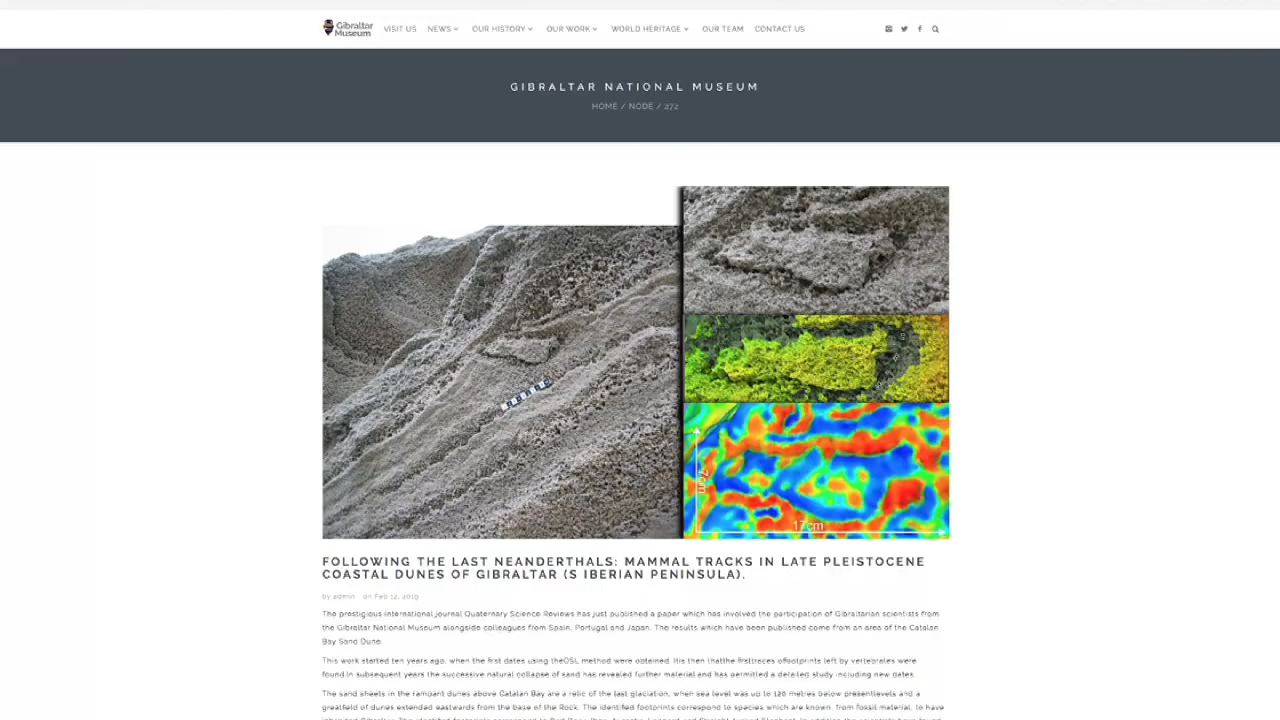 Gibraltar
Museum
VISIT US NEWS OUR HISTORY OUR WORK WORLD HERITAGE OUR TEAM CONTACT US
GIBRALTAR NATIONAL MUSEUM
HOME / NODE / 272
17cm
FOLLOWING THE LAST NEANDERTHALS: MAMMAL TRACKS IN LATE PLEISTOCENE
COASTAL DUNES OF GIBRALTAR (S IBERIAN PENINSULA).
by admin on Feb 12, 2019
The prestigious international journal Quaternary Science Reviews has just published a paper which has involved the participation of Gibraltarian scientists from
the Gibraltar National Museum alongside colleagues from Spain, Portugal and Japan. The results which have been published come from an area of the Catalan
Bay Sand Dune.
This work started ten years ago, when the first dates using theOSL method were obtained. Itis then thatthe firsttraces offootprints left by vertebrates were
found in subsequent years the successive natural collapse of sand has revealed further material and has permitted a detailed study including new dates.
The sand sheets in the rampant dunes above Catalan Bay are a relic of the last glaciation, when sea level was up to 120 metres below presentlevels and a
greatfield of dunes extended eastwards from the base of the Rock. The identified footprints correspond to species which are known, from fossil material, to have